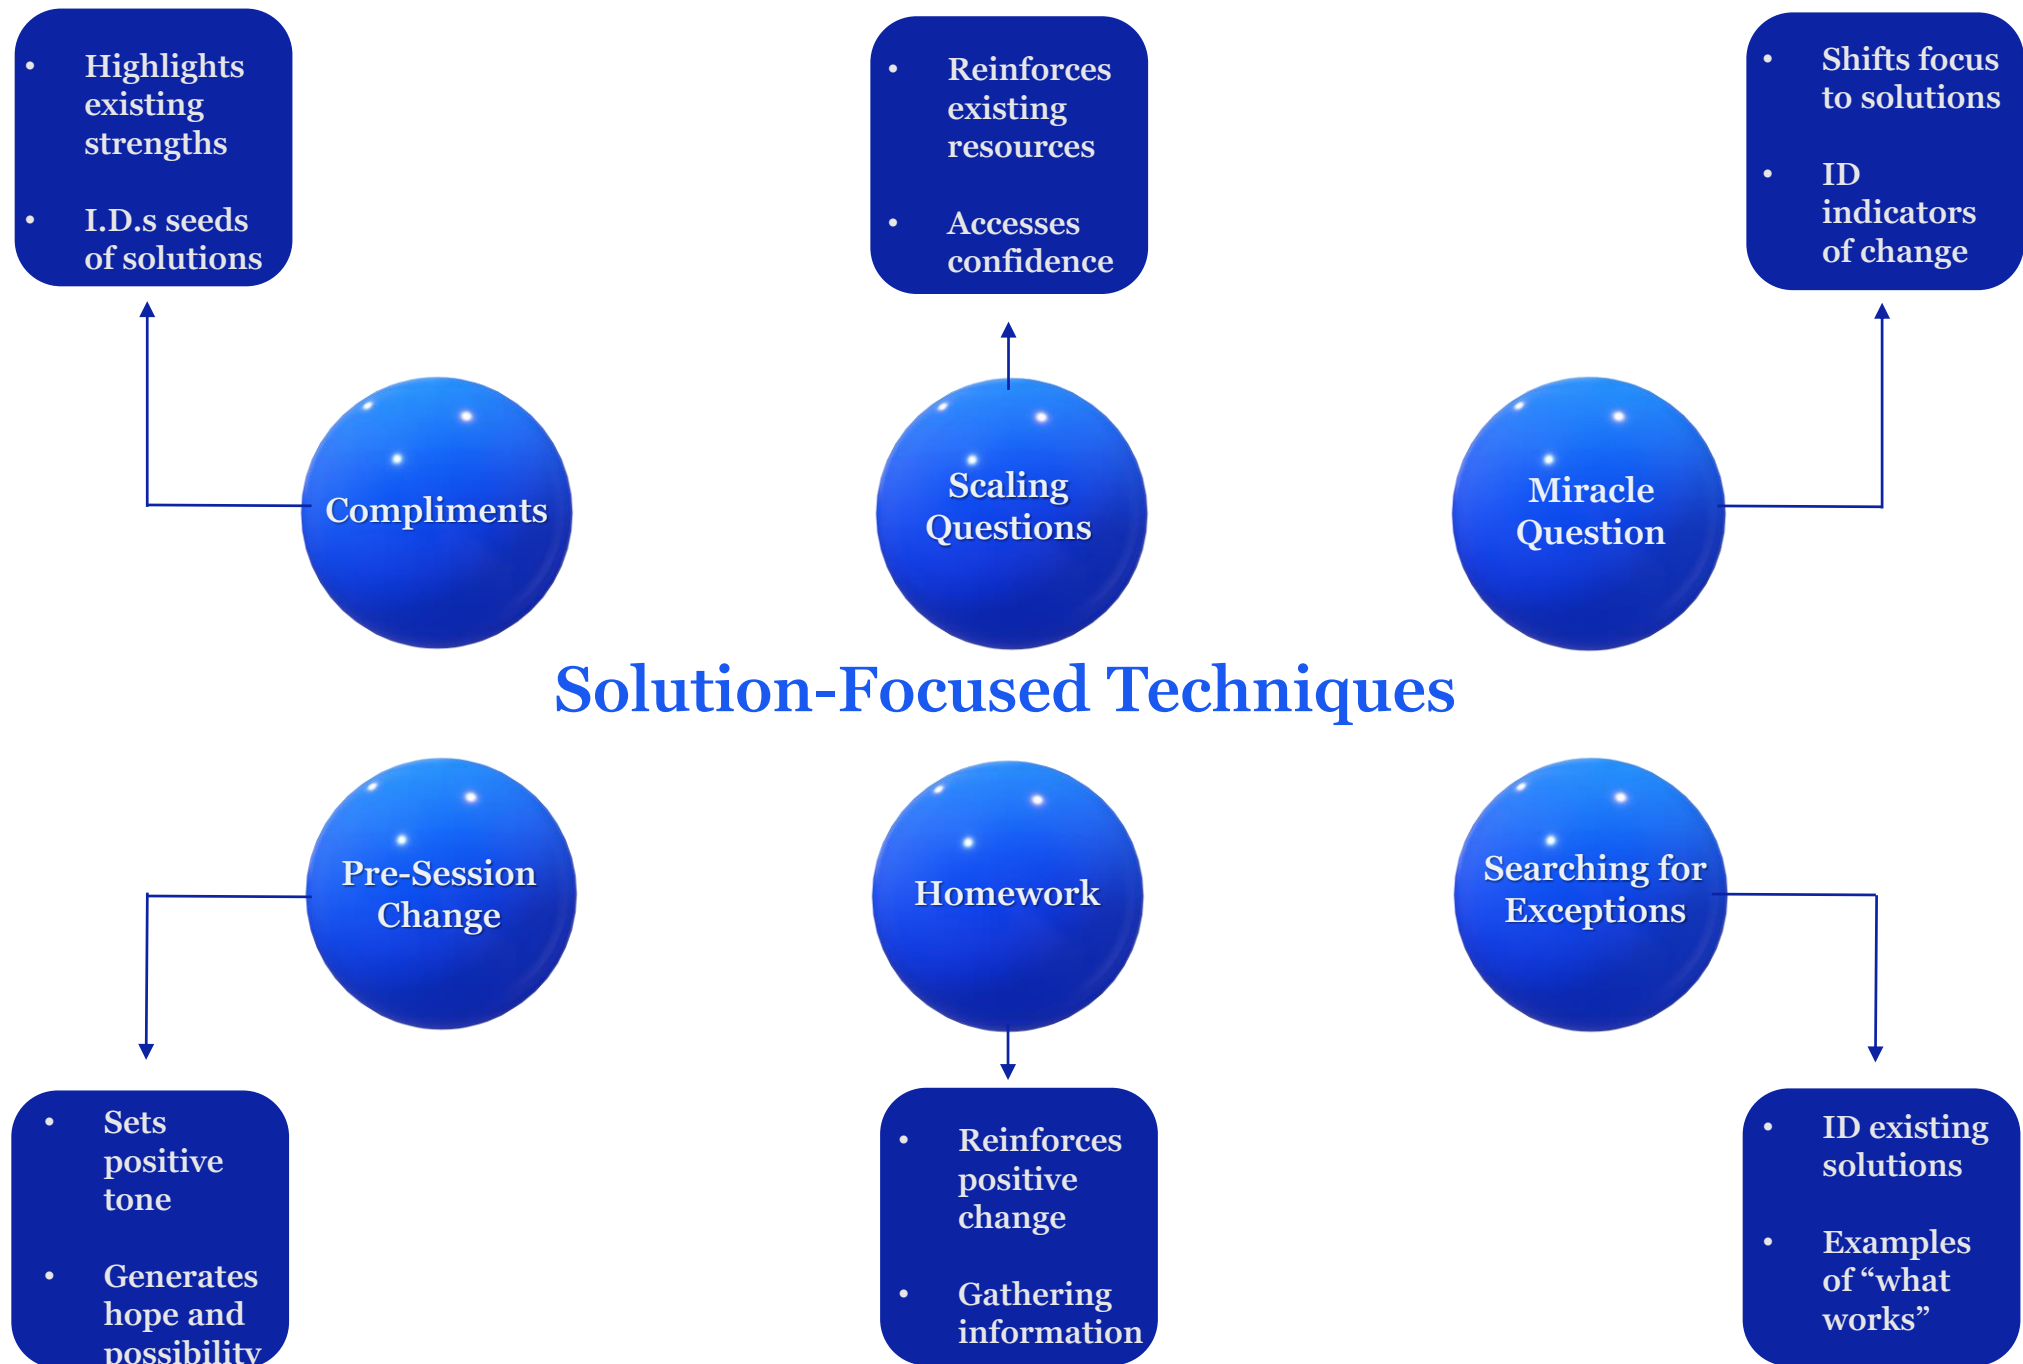 • Highlights
existing
strengths
• I.D.s seeds
of solutions
• Reinforces
existing
resources
• Accesses
confidence
• Shifts focus
to solutions
• ID
indicators
of change
Compliments
Scaling
Questions
Miracle
Question
Solution-Focused Techniques
Pre-Session
Change
Homework
Searching for
Exceptions
• Sets
positive
tone
• Generates
hope and
possibility
• Reinforces
positive
change
• Gathering
information
• ID existing
solutions
• Examples
of “what
works”